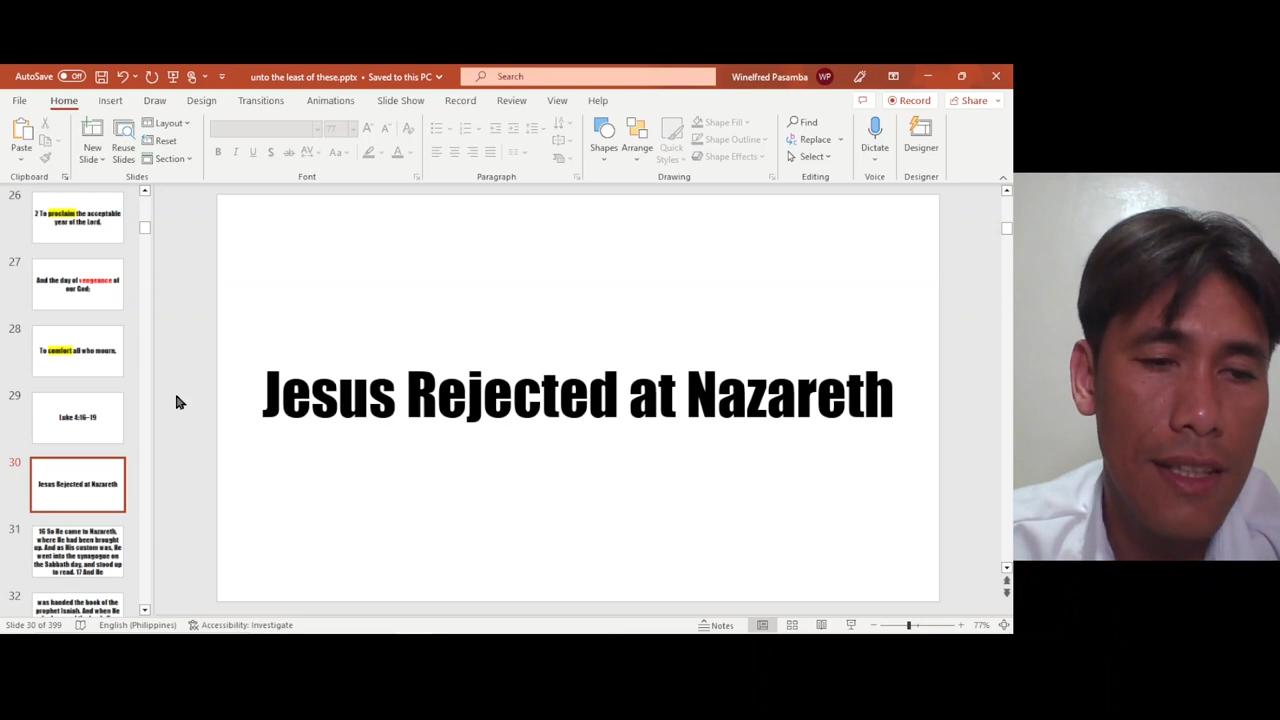 AutoSave Off
unto the least of these.pptx • Saved to this PC
Search
Winelfred Pasamba WP
File Home Insert Draw Design Transitions Animations Slide Show Record Review View Help
Record Share
Paste
Clipboard
New Slide
Reuse Slides
Layout
Reset
Section
Slides
77
B I U S ab AV Aa A
Font
Paragraph
Shapes
Arrange
Quick Styles
Shape Fill
Shape Outline
Shape Effects
Drawing
Find
Replace
Select
Editing
Dictate
Voice
Designer
Designer
26
2 To proclaim the acceptable
year of the Lord,
27
And the day of vengeance of
our God;
28
To comfort all who mourn,
29
Luke 4:16–19
30
Jesus Rejected at Nazareth
31
16 So He came to Nazareth,
where He had been brought
up. And as His custom was, He
went into the synagogue on
the Sabbath day, and stood up
to read. 17 And He
32
was handed the book of the
prophet Isaiah. And when He
Jesus Rejected at Nazareth
Slide 30 of 399 English (Philippines) Accessibility: Investigate
Notes 77%